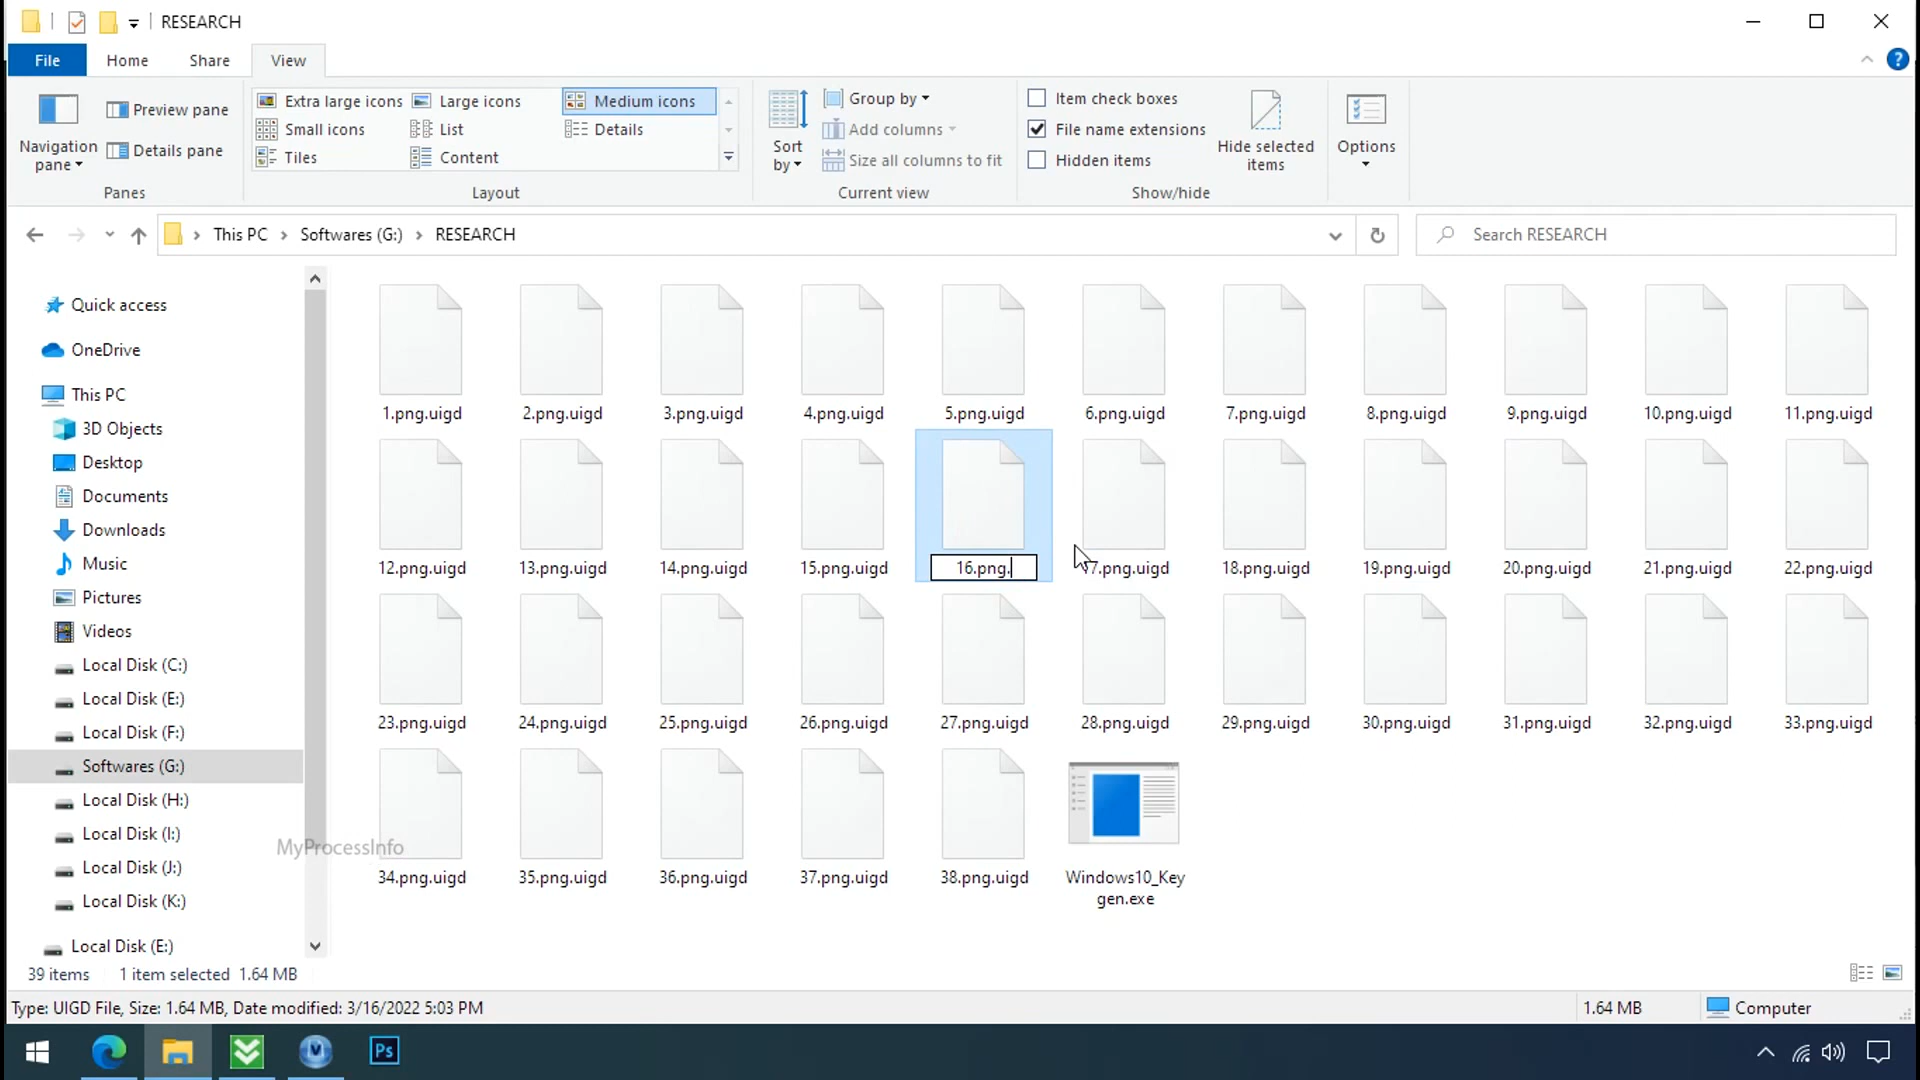 RESEARCH
File Home Share View
Navigation pane
Preview pane
Details pane
Panes
Extra large icons Large icons Medium icons
Small icons List Details
Tiles Content
Layout
Sort by
Group by
Add columns
Size all columns to fit
Current view
Item check boxes
File name extensions
Hidden items
Hide selected items
Show/hide
Options
This PC Softwares (G:) RESEARCH
Search RESEARCH
Quick access
OneDrive
This PC
3D Objects
Desktop
Documents
Downloads
Music
Pictures
Videos
Local Disk (C:)
Local Disk (E:)
Local Disk (F:)
Softwares (G:)
Local Disk (H:)
Local Disk (I:)
Local Disk (J:)
Local Disk (K:)
Local Disk (E:)
1.png.uigd 2.png.uigd 3.png.uigd 4.png.uigd 5.png.uigd 6.png.uigd 7.png.uigd 8.png.uigd 9.png.uigd 10.png.uigd 11.png.uigd
12.png.uigd 13.png.uigd 14.png.uigd 15.png.uigd 16.png. 17.png.uigd 18.png.uigd 19.png.uigd 20.png.uigd 21.png.uigd 22.png.uigd
23.png.uigd 24.png.uigd 25.png.uigd 26.png.uigd 27.png.uigd 28.png.uigd 29.png.uigd 30.png.uigd 31.png.uigd 32.png.uigd 33.png.uigd
34.png.uigd 35.png.uigd 36.png.uigd 37.png.uigd 38.png.uigd Windows10_Key
gen.exe
MyProcessInfo
39 items 1 item selected 1.64 MB
Type: UIGD File, Size: 1.64 MB, Date modified: 3/16/2022 5:03 PM 1.64 MB Computer
Ps